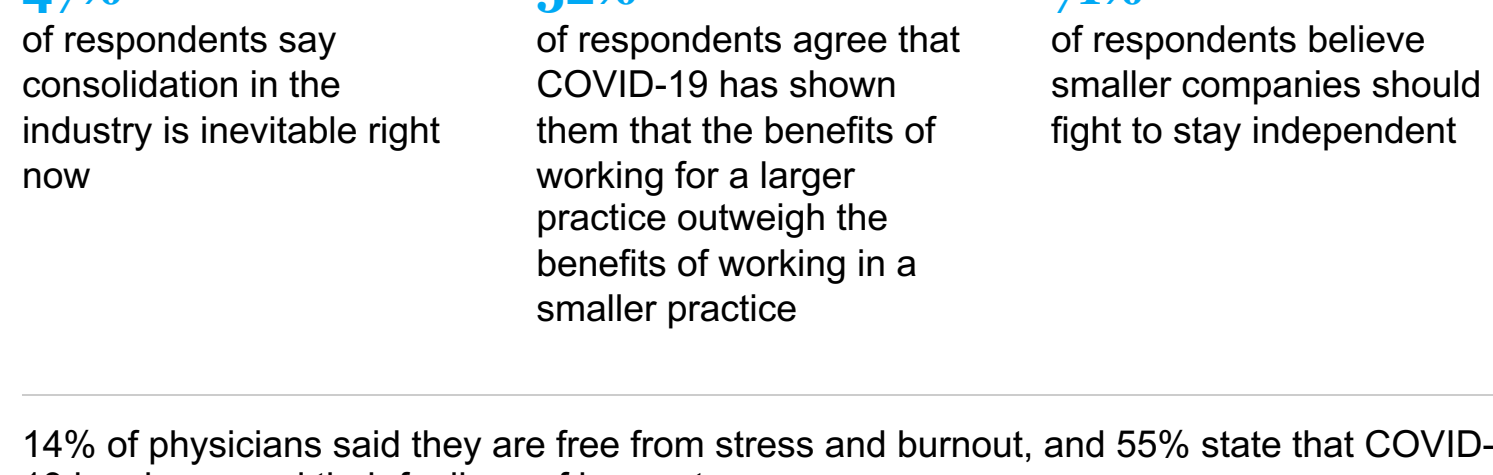 of respondents say
consolidation in the
industry is inevitable right
now
of respondents agree that
COVID-19 has shown
them that the benefits of
working for a larger
practice outweigh the
benefits of working in a
smaller practice
of respondents believe
smaller companies should
fight to stay independent
14% of physicians said they are free from stress and burnout, and 55% state that COVID-